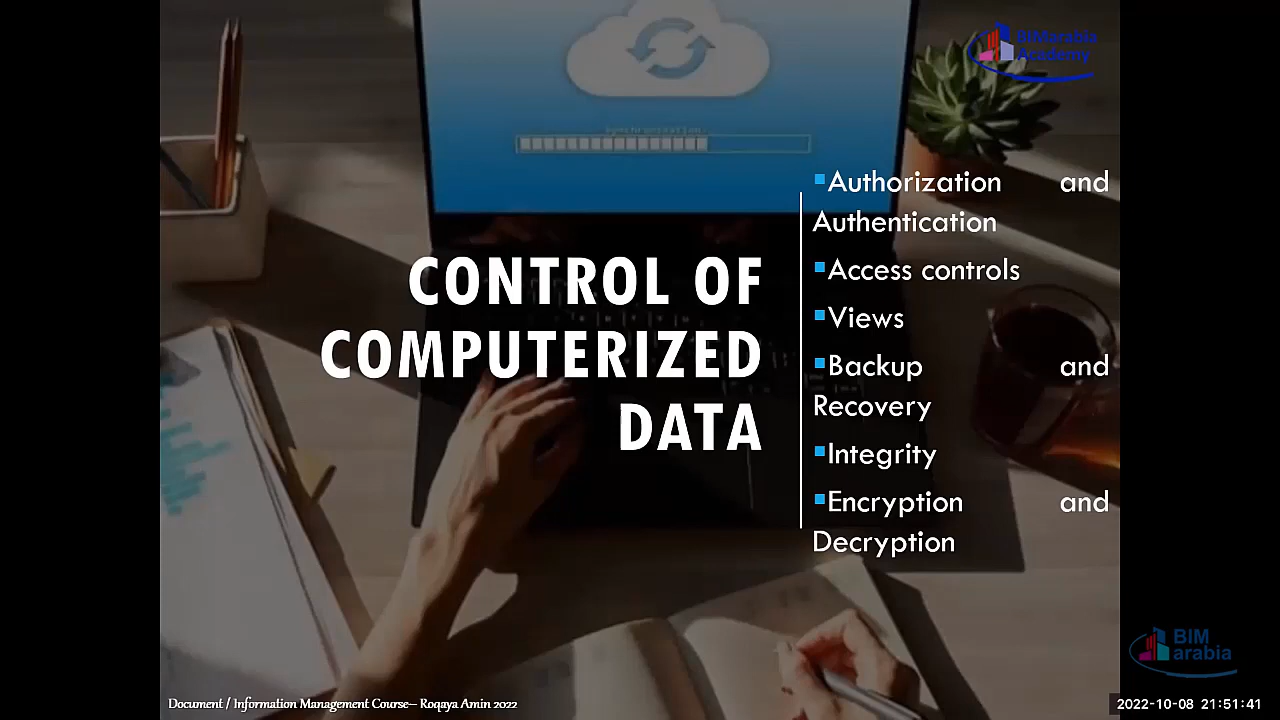 BIMarabia
Academy
synchronization
Authorization and
Authentication
Access controls
Views
Backup and
Recovery
Integrity
Encryption and
Decryption
CONTROL OF
COMPUTERIZED
DATA
BIM
arabia
Document / Information Management Course– Roqaya Amin 2022
2022-10-08 21:51:41